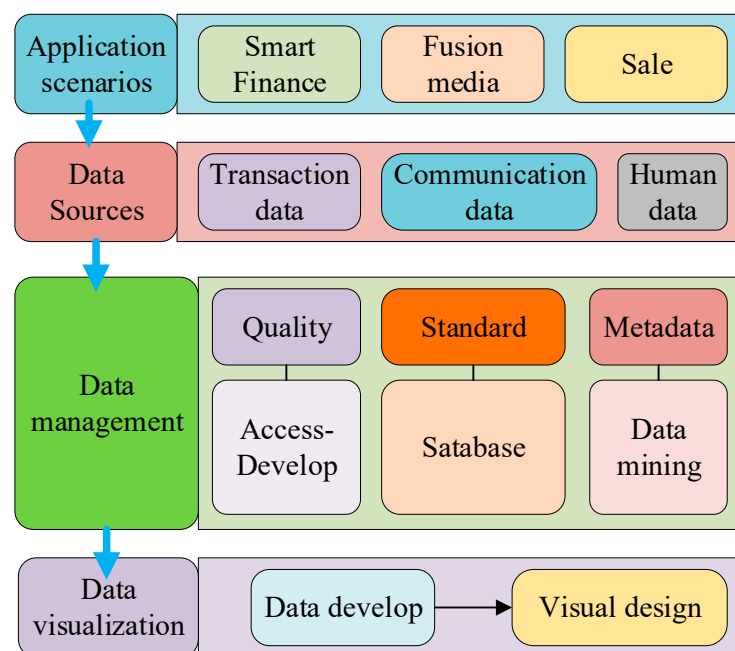 Application
scenarios
Smart
Finance
Fusion
media
Sale
Data
Sources
Transaction
data
Communication
data
Human
data
Data
management
Quality
Standard
Metadata
Access-
Develop
Satabase
Data
mining
Data
visualization
Data develop
Visual design